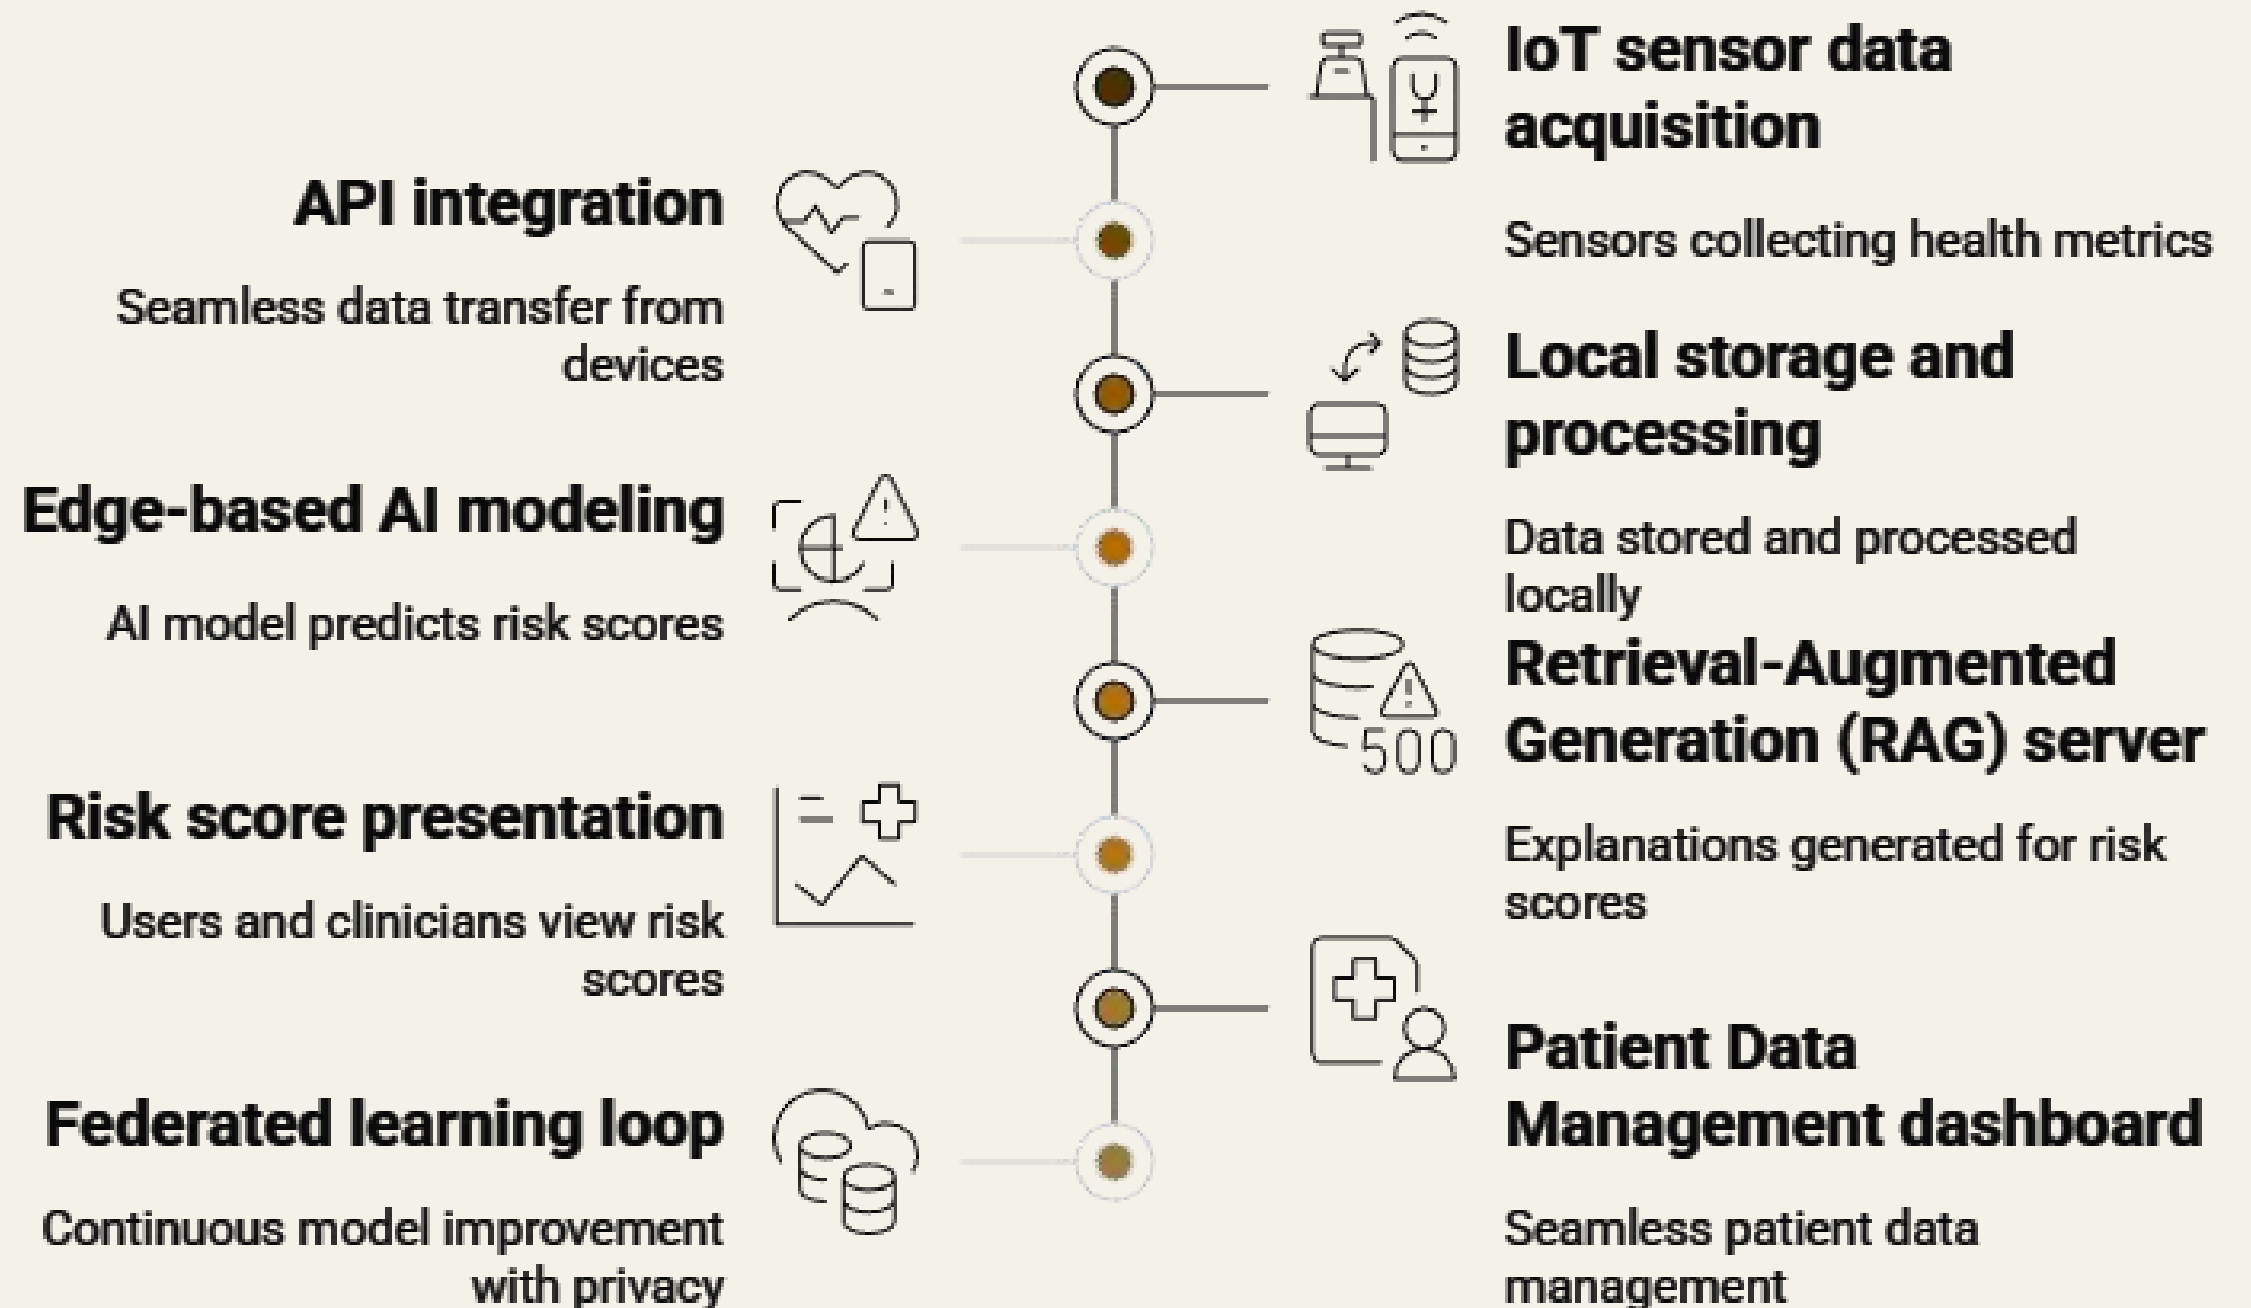 IoT sensor data
acquisition
Sensors collecting health metrics
API integration
Seamless data transfer from
devices
Local storage and
processing
Data stored and processed
locally
Edge-based AI modeling
AI model predicts risk scores
500
Retrieval-Augmented
Generation (RAG) server
Explanations generated for risk
scores
Risk score presentation
Users and clinicians view risk
scores
Patient Data
Management dashboard
Seamless patient data
management
Federated learning loop
Continuous model improvement
with privacy